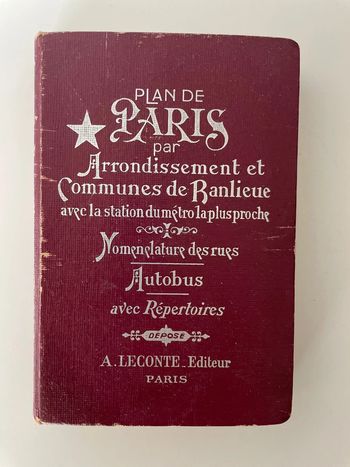 PLAN DE
PARIS
par
Arrondissement et
Communes de Banlieue
avec la station du métro la plus proche
Nomenclature des rues
Autobus
avec Répertoires
DÉPOSÉ
A. LECONTE - Editeur
PARIS